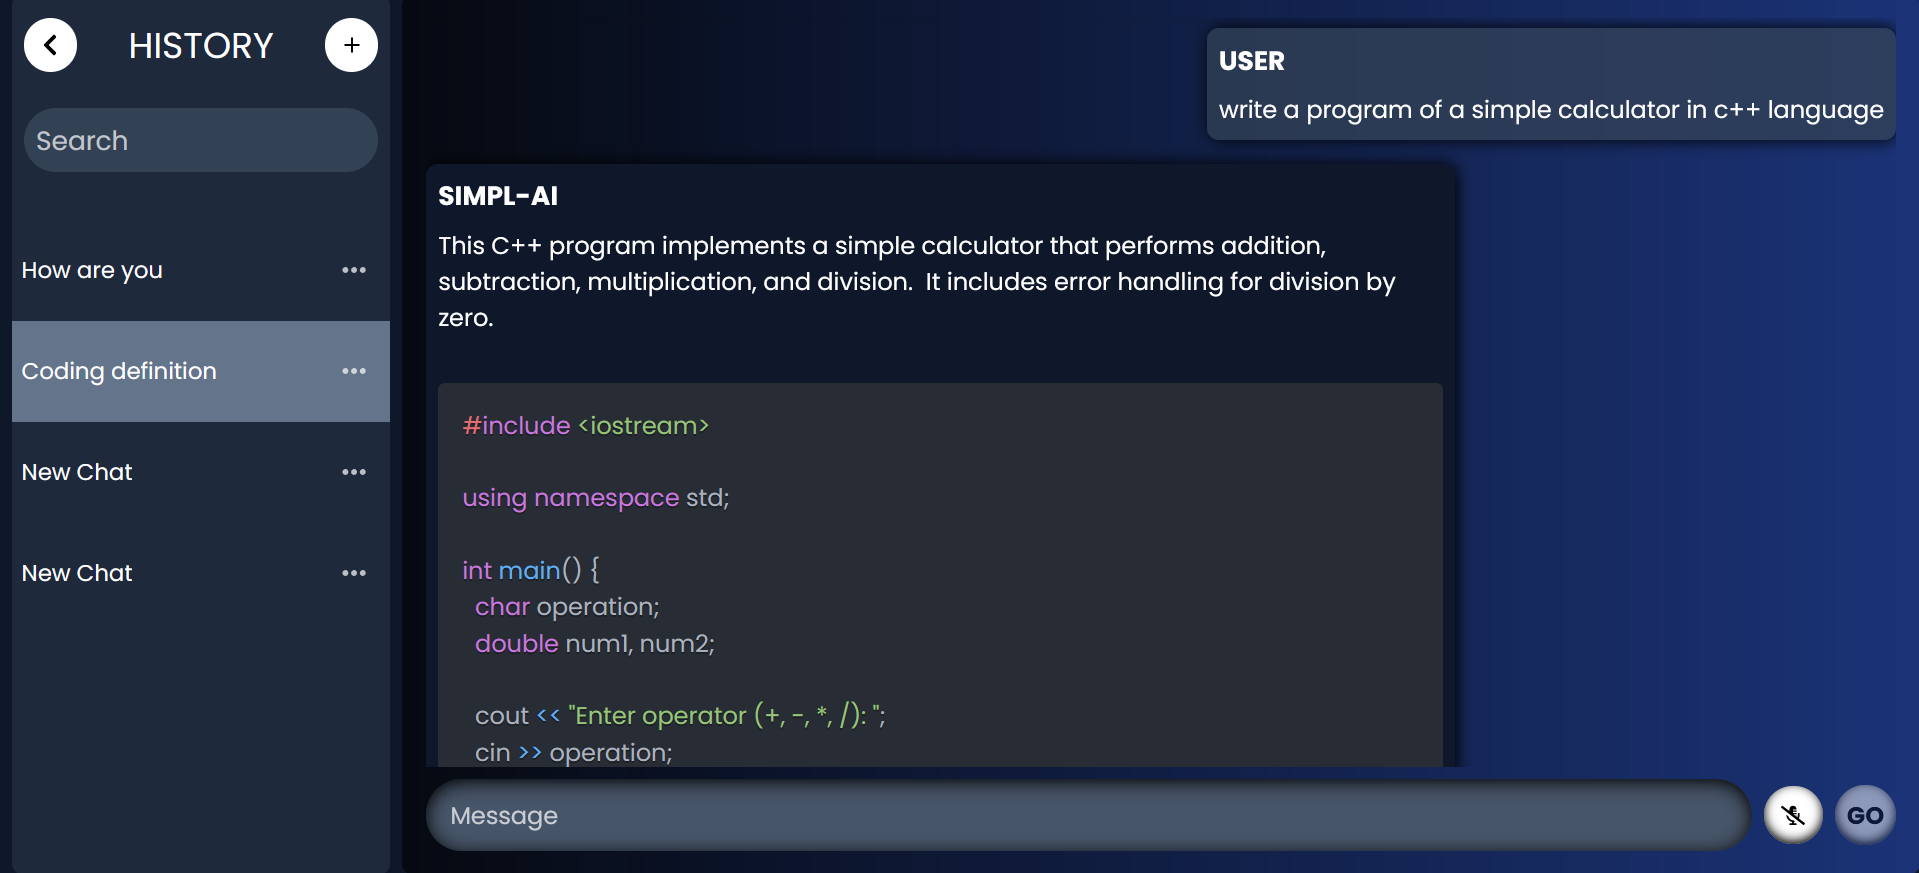 HISTORY
Search
How are you
Coding definition
New Chat
New Chat
USER
write a program of a simple calculator in c++ language
SIMPL-AI
This C++ program implements a simple calculator that performs addition,
subtraction, multiplication, and division.  It includes error handling for division by
zero.
#include <iostream>
using namespace std;
int main() {
  char operation;
  double num1, num2;
  cout << "Enter operator (+, -, *, /): ";
  cin >> operation;
Message
GO